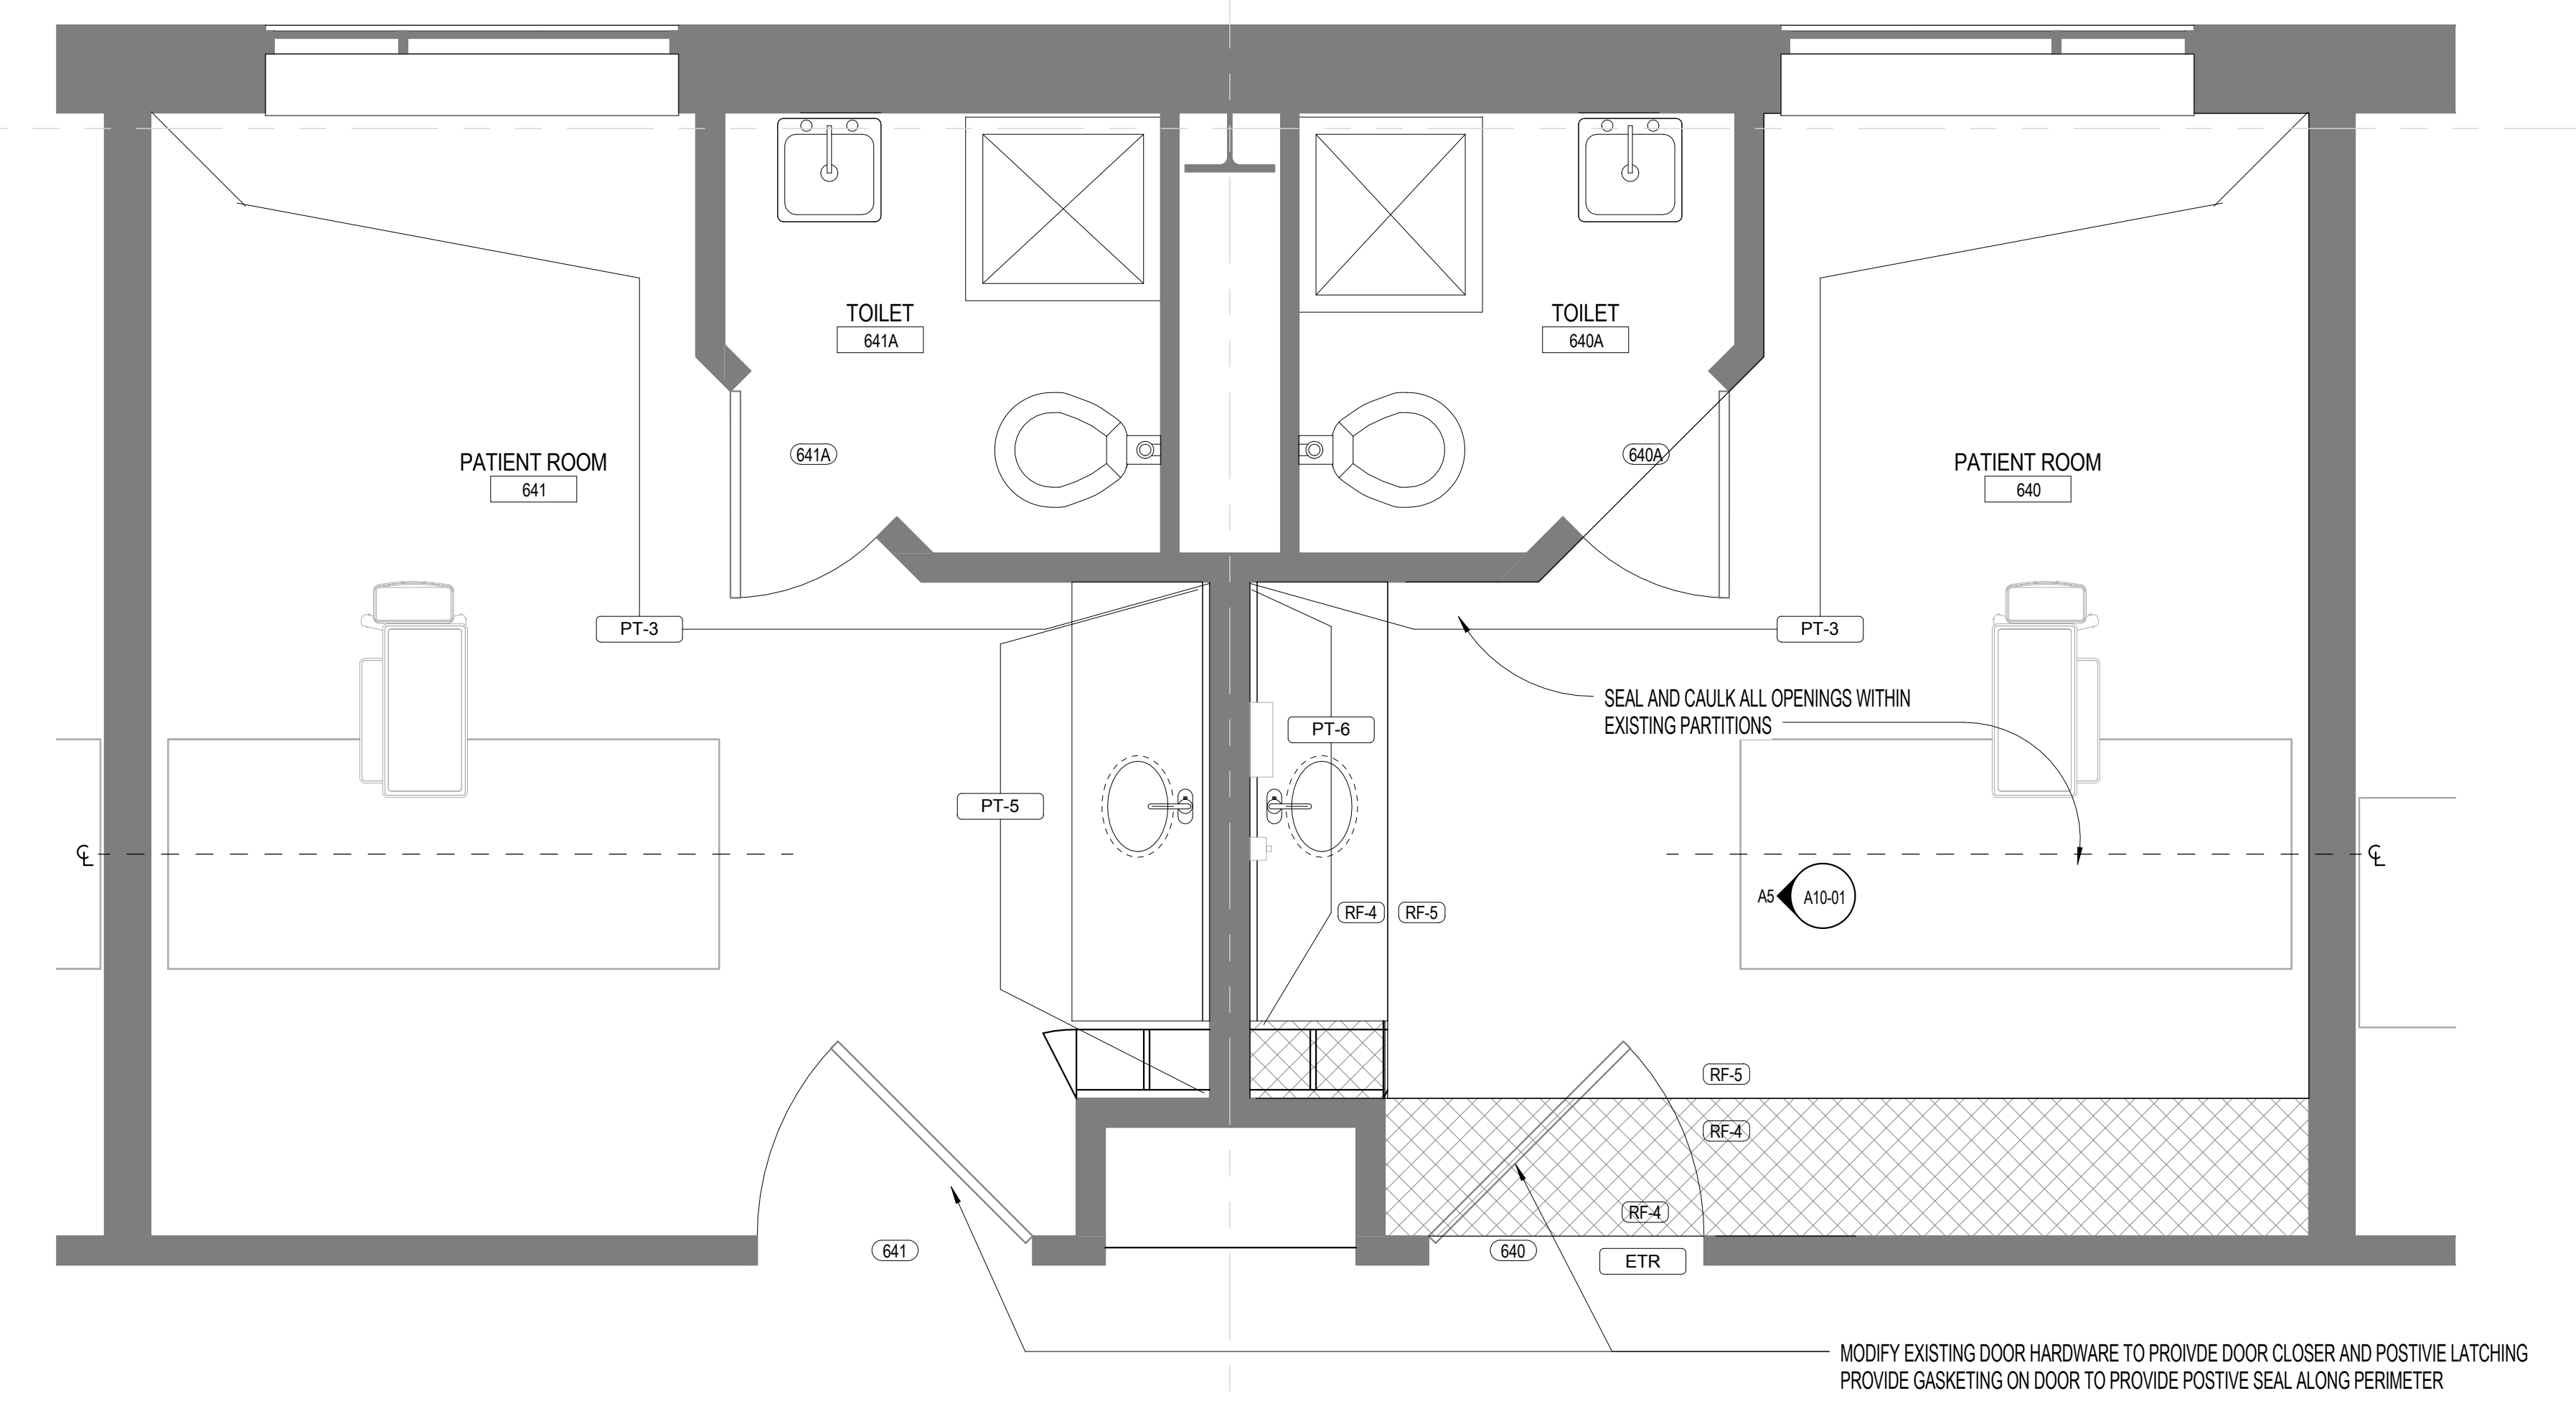 TOILET
641A
TOILET
640A
641A
640A
PATIENT ROOM
641
PATIENT ROOM
640
PT-3
PT-3
SEAL AND CAULK ALL OPENINGS WITHIN
EXISTING PARTITIONS
PT-6
PT-5
℄
℄
A5
A10-01
RF-4
RF-5
RF-5
RF-4
RF-4
641
640
ETR
MODIFY EXISTING DOOR HARDWARE TO PROIVDE DOOR CLOSER AND POSTIVIE LATCHING
PROVIDE GASKETING ON DOOR TO PROVIDE POSTIVE SEAL ALONG PERIMETER